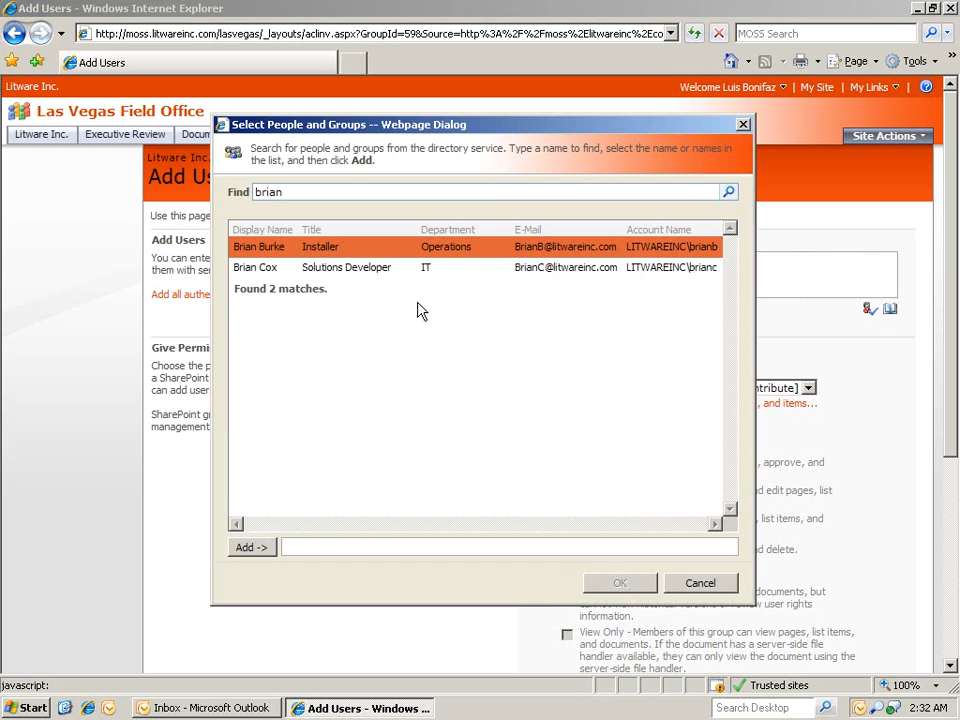 Add Users - Windows Internet Explorer
http://moss.litwareinc.com/lasvegas/_layouts/aclinv.aspx?GroupId=59&Source=http%3A%2F%2Fmoss%2Elitwareinc%2Eco
MOSS Search
Add Users
Page
Tools
Litware Inc.
Welcome Luis Bonifaz
My Site
My Links
Las Vegas Field Office
Litware Inc.
Executive Review
Docum
Site Actions
Litware Inc.
Add Us
Use this page
Add Users
You can ente
them with se
Add all authe
Give Permi
Choose the p
a SharePoint
can add user
SharePoint g
management
Select People and Groups -- Webpage Dialog
Search for people and groups from the directory service. Type a name to find, select the name or names in
the list, and then click Add.
Find brian
Display Name Title Department E-Mail Account Name
Brian Burke Installer Operations BrianB@litwareinc.com LITWAREINC\brianb
Brian Cox Solutions Developer IT BrianC@litwareinc.com LITWAREINC\brianc
Found 2 matches.
Add ->
OK
Cancel
ntribute]
, and items...
, approve, and
nd edit pages, list
, list items, and
and delete.
documents, but
information.
View Only - Members of this group can view pages, list items,
and documents. If the document has a server-side file
handler available, they can only view the document using the
server-side file handler.
javascript:
Trusted sites
100%
Start
Inbox - Microsoft Outlook
Add Users - Windows ...
Search Desktop
2:32 AM